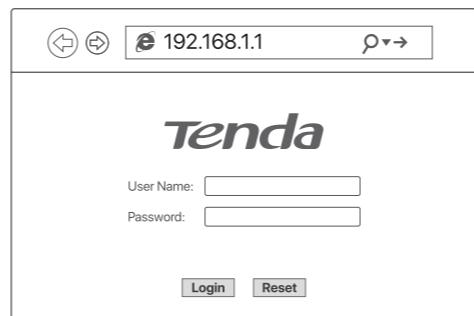 192.168.1.1
Tenda
User Name:
Password:
Login Reset